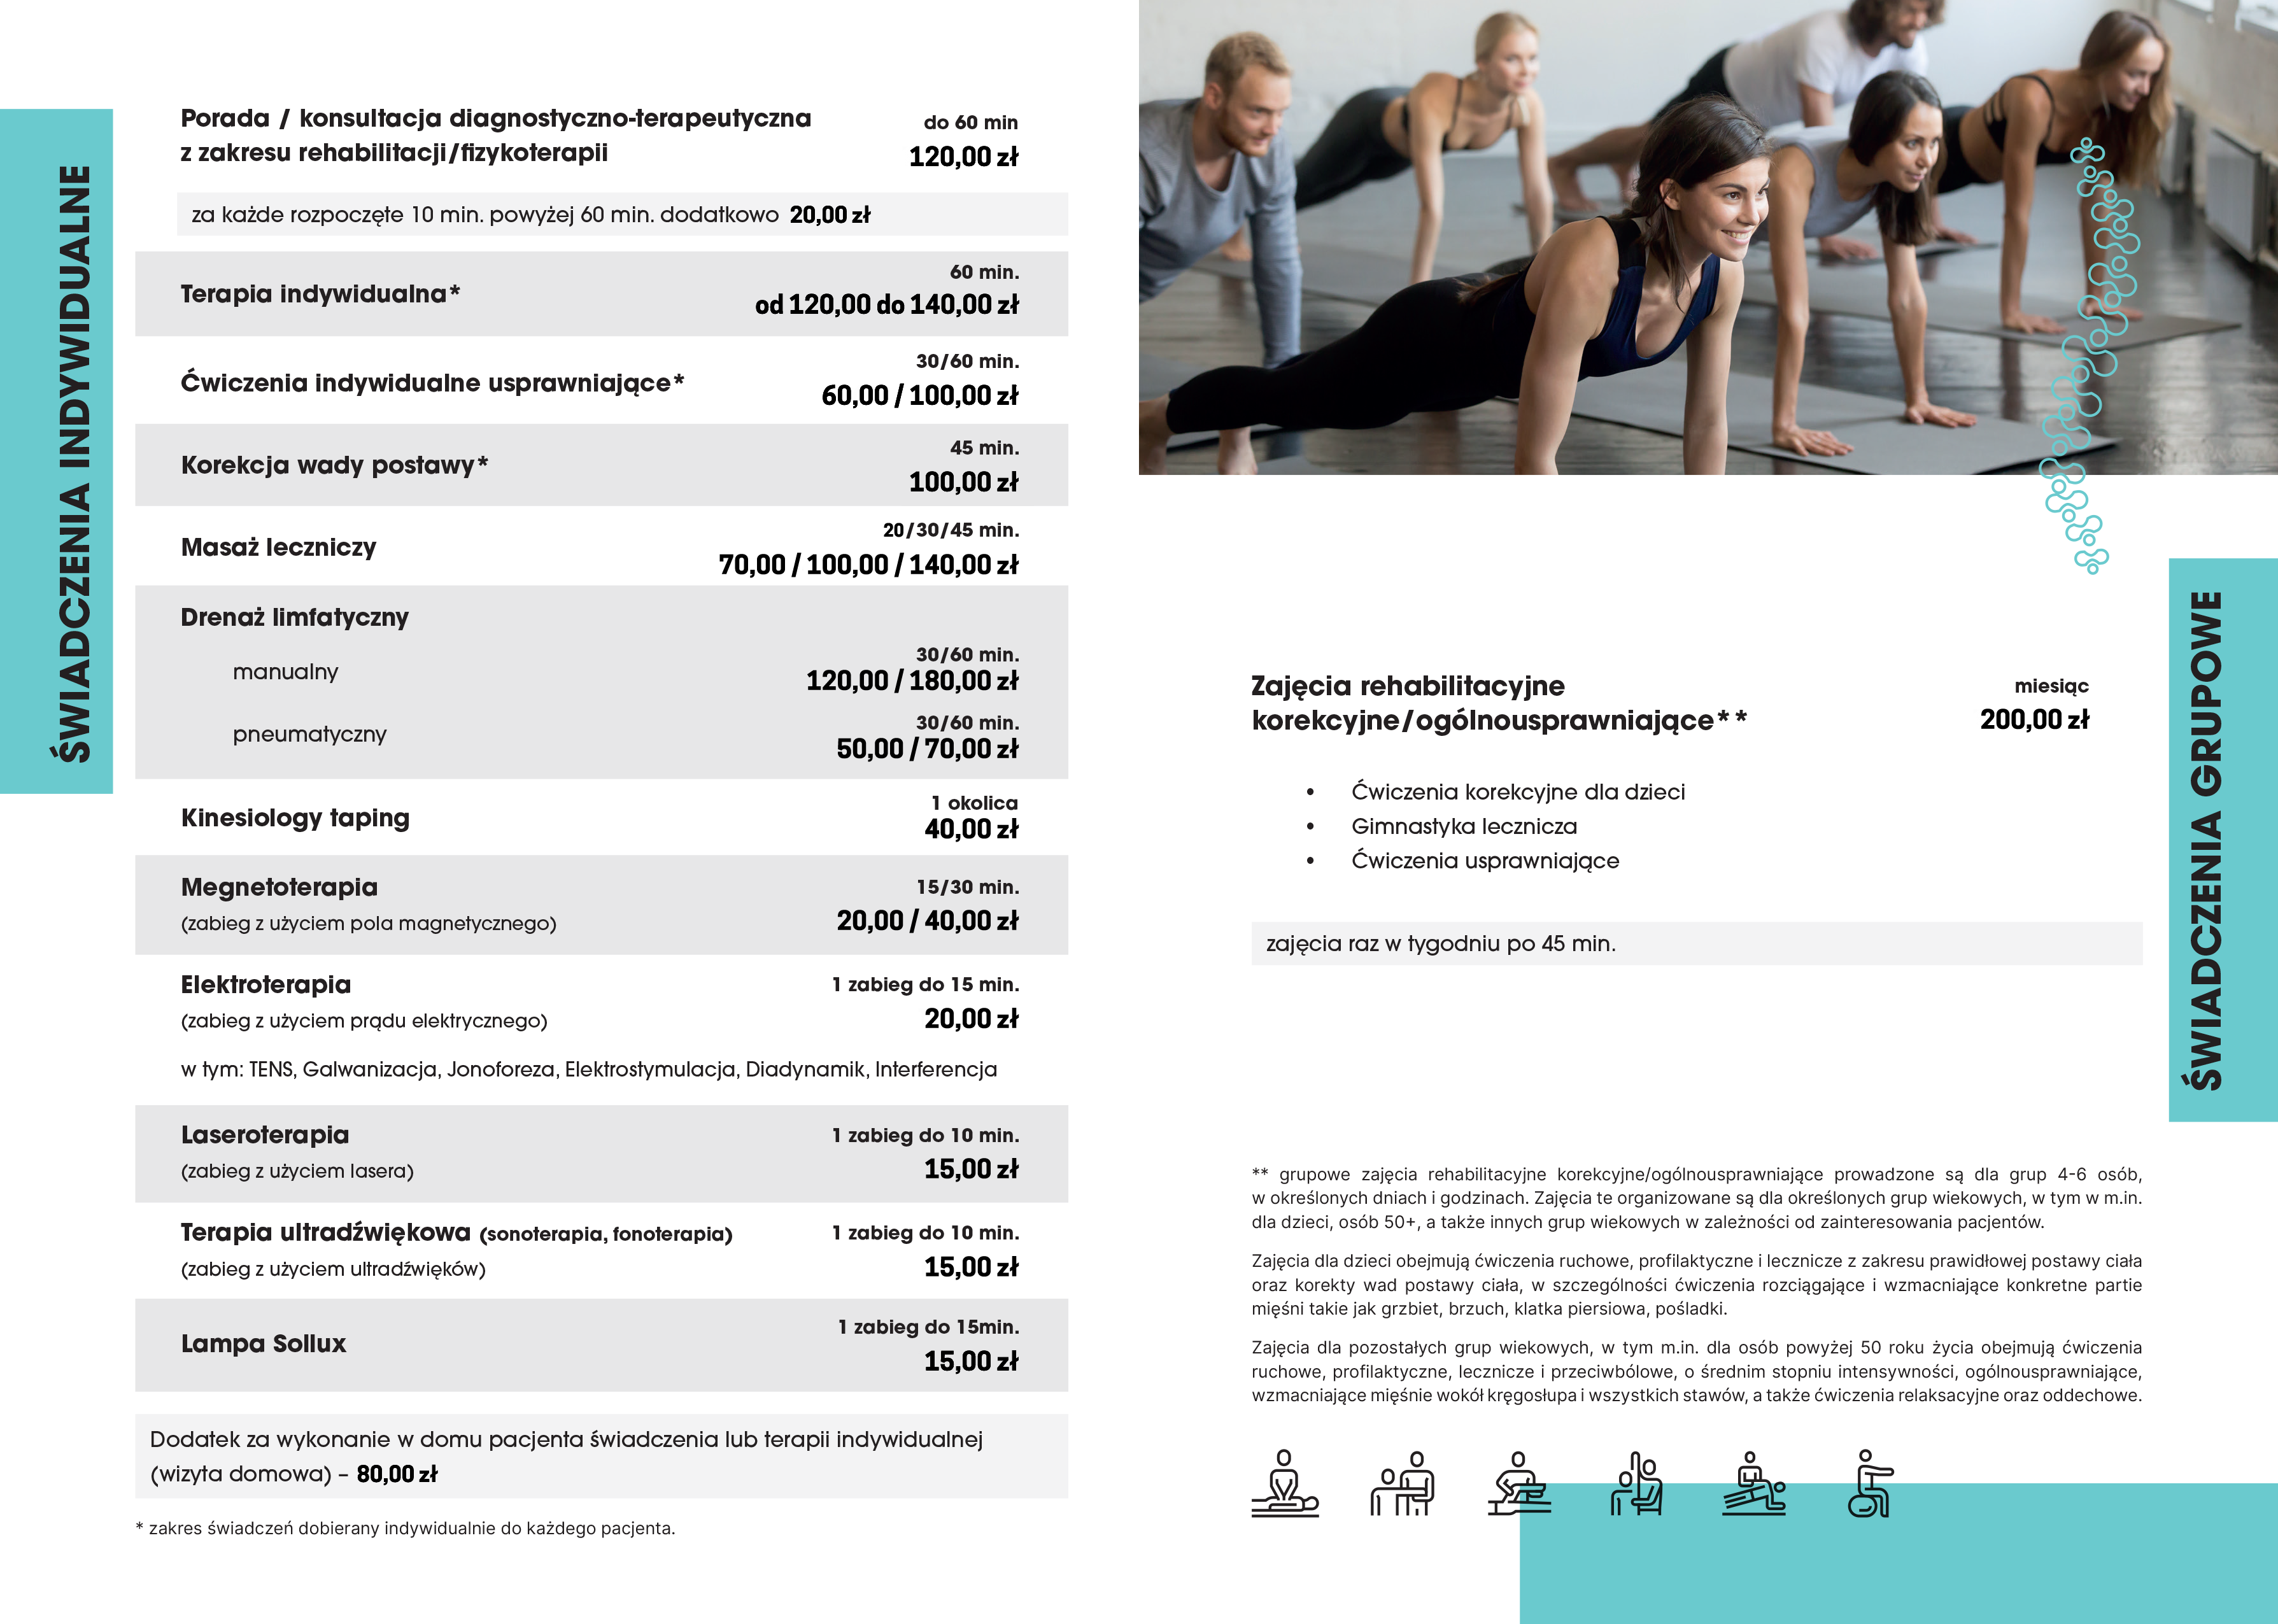 ŚWIADCZENIA INDYWIDUALNE
Porada / konsultacja diagnostyczno-terapeutyczna
z zakresu rehabilitacji/fizykoterapii
do 60 min
120,00 zł
za każde rozpoczęte 10 min. powyżej 60 min. dodatkowo 20,00 zł
Terapia indywidualna*
60 min.
od 120,00 do 140,00 zł
Ćwiczenia indywidualne usprawniające*
30/60 min.
60,00 / 100,00 zł
Korekcja wady postawy*
45 min.
100,00 zł
Masaż leczniczy
20/30/45 min.
70,00 / 100,00 / 140,00 zł
Drenaż limfatyczny
manualny
30/60 min.
120,00 / 180,00 zł
pneumatyczny
30/60 min.
50,00 / 70,00 zł
Kinesiology taping
1 okolica
40,00 zł
Megnetoterapia
(zabieg z użyciem pola magnetycznego)
15/30 min.
20,00 / 40,00 zł
Elektroterapia
(zabieg z użyciem prądu elektrycznego)
1 zabieg do 15 min.
20,00 zł
w tym: TENS, Galwanizacja, Jonoforeza, Elektrostymulacja, Diadynamik, Interferencja
Laseroterapia
(zabieg z użyciem lasera)
1 zabieg do 10 min.
15,00 zł
Terapia ultradźwiękowa (sonoterapia, fonoterapia)
(zabieg z użyciem ultradźwięków)
1 zabieg do 10 min.
15,00 zł
Lampa Sollux
1 zabieg do 15min.
15,00 zł
Dodatek za wykonanie w domu pacjenta świadczenia lub terapii indywidualnej
(wizyta domowa) – 80,00 zł
* zakres świadczeń dobierany indywidualnie do każdego pacjenta.
ŚWIADCZENIA GRUPOWE
Zajęcia rehabilitacyjne
korekcyjne/ogólnousprawniające**
miesiąc
200,00 zł
• Ćwiczenia korekcyjne dla dzieci
• Gimnastyka lecznicza
• Ćwiczenia usprawniające
zajęcia raz w tygodniu po 45 min.
** grupowe zajęcia rehabilitacyjne korekcyjne/ogólnousprawniające prowadzone są dla grup 4-6 osób,
w określonych dniach i godzinach. Zajęcia te organizowane są dla określonych grup wiekowych, w tym w m.in.
dla dzieci, osób 50+, a także innych grup wiekowych w zależności od zainteresowania pacjentów.
Zajęcia dla dzieci obejmują ćwiczenia ruchowe, profilaktyczne i lecznicze z zakresu prawidłowej postawy ciała
oraz korekty wad postawy ciała, w szczególności ćwiczenia rozciągające i wzmacniające konkretne partie
mięśni takie jak grzbiet, brzuch, klatka piersiowa, pośladki.
Zajęcia dla pozostałych grup wiekowych, w tym m.in. dla osób powyżej 50 roku życia obejmują ćwiczenia
ruchowe, profilaktyczne, lecznicze i przeciwbólowe, o średnim stopniu intensywności, ogólnousprawniające,
wzmacniające mięśnie wokół kręgosłupa i wszystkich stawów, a także ćwiczenia relaksacyjne oraz oddechowe.